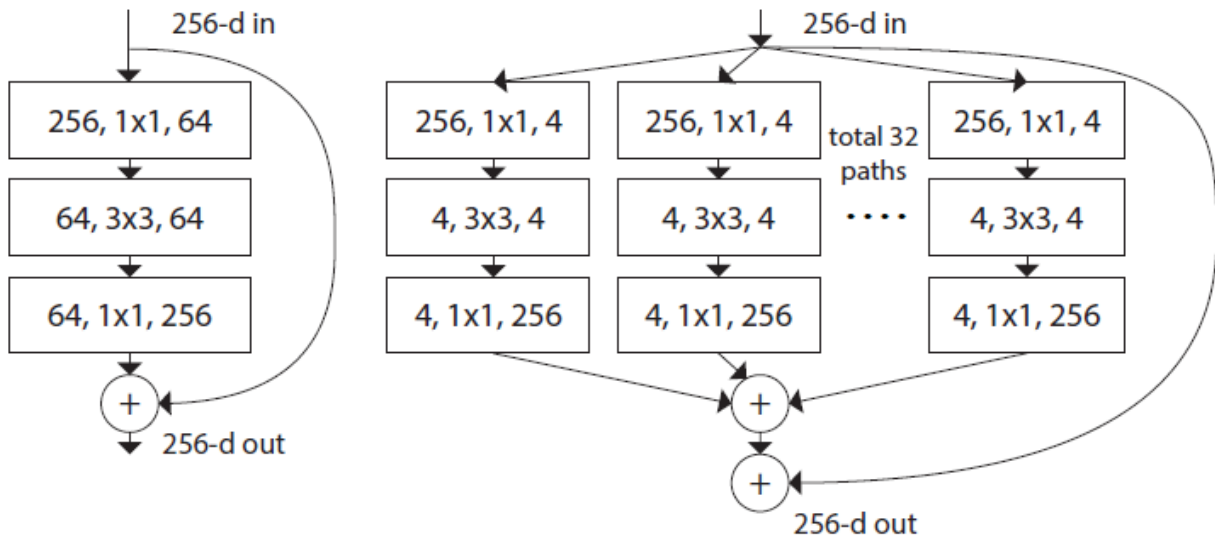 256-d in
256, 1x1, 64
64, 3x3, 64
64, 1x1, 256
+
256-d out
256-d in
256, 1x1, 4
256, 1x1, 4
total 32
paths
....
256, 1x1, 4
4, 3x3, 4
4, 3x3, 4
4, 3x3, 4
4, 1x1, 256
4, 1x1, 256
4, 1x1, 256
+
+
256-d out